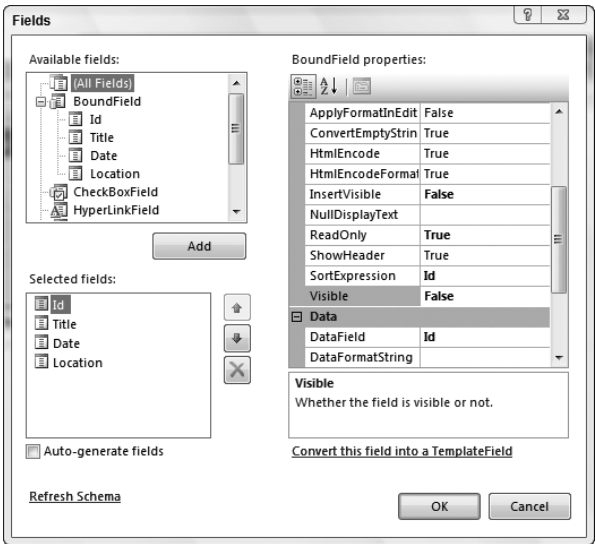 Fields
Available fields:
(All Fields)
BoundField
Id
Title
Date
Location
CheckBoxField
HyperLinkField
Add
Selected fields:
Id
Title
Date
Location
Auto-generate fields
Refresh Schema
BoundField properties:
ApplyFormatInEdit False
ConvertEmptyStrin True
HtmlEncode True
HtmlEncodeFormat True
InsertVisible False
NullDisplayText
ReadOnly True
ShowHeader True
SortExpression Id
Visible False
Data
DataField Id
DataFormatString
Visible
Whether the field is visible or not.
Convert this field into a TemplateField
OK Cancel